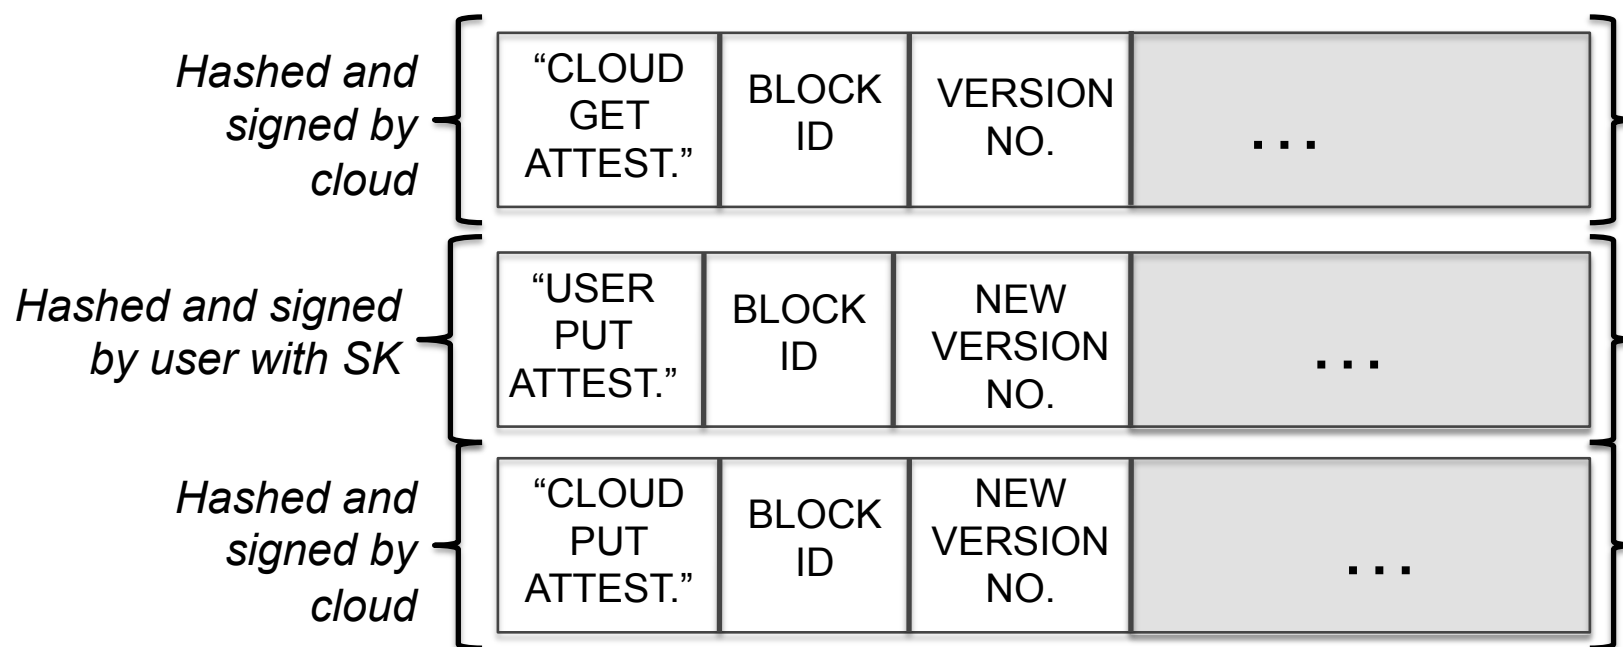 Hashed and
signed by
cloud
“CLOUD
GET
ATTEST.”
BLOCK
ID
VERSION
NO.
...
Hashed and signed
by user with SK
“USER
PUT
ATTEST.”
BLOCK
ID
NEW
VERSION
NO.
...
Hashed and
signed by
cloud
“CLOUD
PUT
ATTEST.”
BLOCK
ID
NEW
VERSION
NO.
...